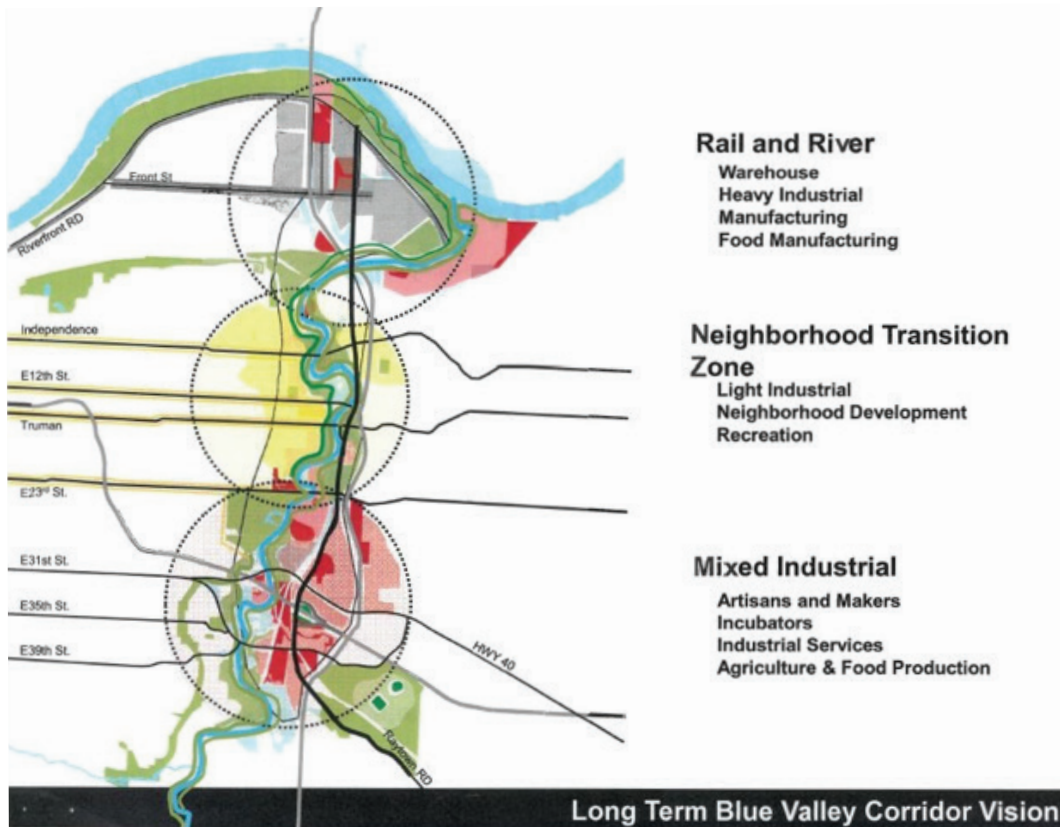 Rail and River
Warehouse
Heavy Industrial
Manufacturing
Food Manufacturing
Front St
Riverfront RD
Independence
E12th St.
Truman
E23rd St.
Neighborhood Transition
Zone
Light Industrial
Neighborhood Development
Recreation
E31st St.
E35th St.
E39th St.
HWY 40
Raytown RD
Mixed Industrial
Artisans and Makers
Incubators
Industrial Services
Agriculture & Food Production
Long Term Blue Valley Corridor Vision